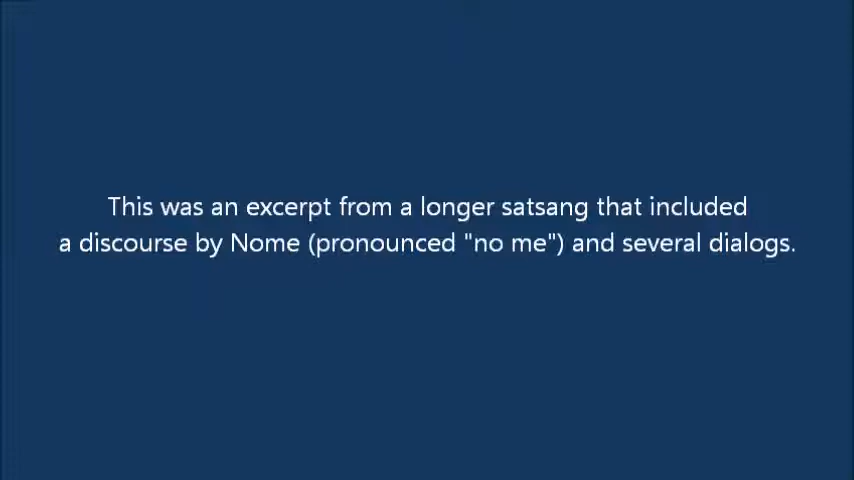 This was an excerpt from a longer satsang that included
a discourse by Nome (pronounced "no me") and several dialogs.